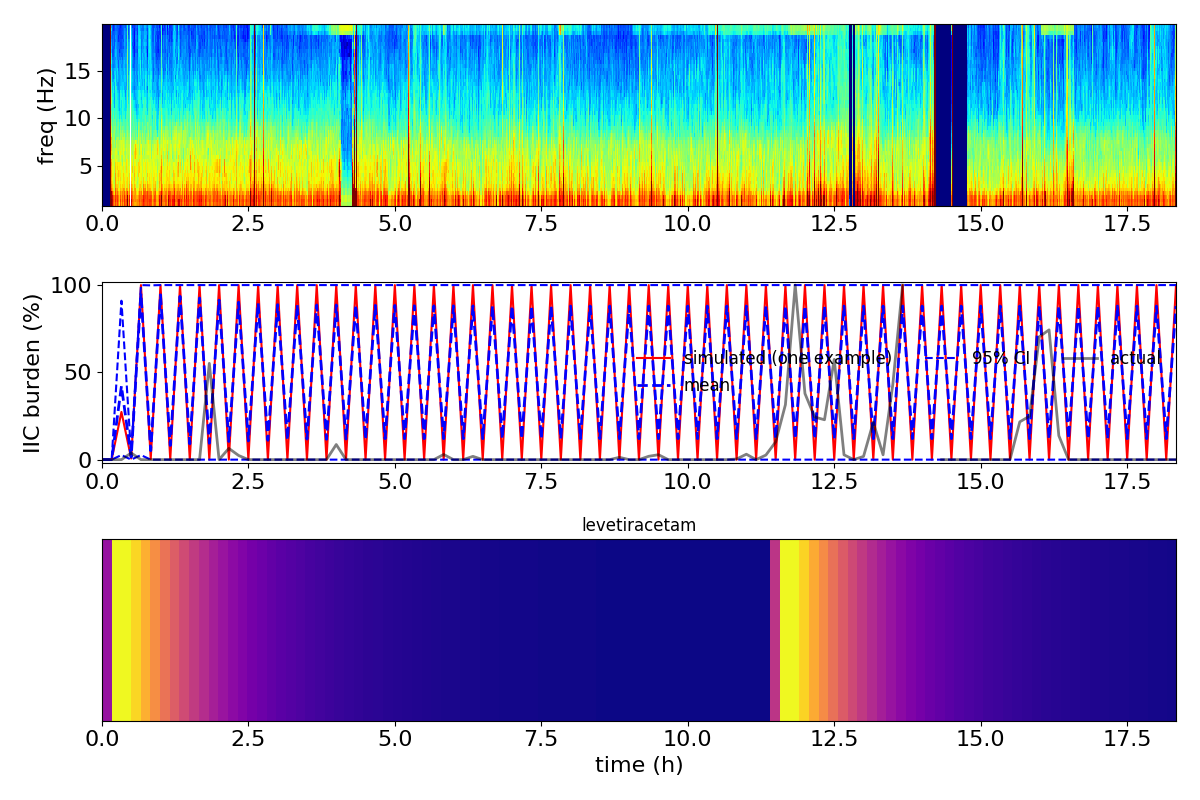 freq (Hz)
15
10
5
0.0 2.5 5.0 7.5 10.0 12.5 15.0 17.5
IIC burden (%)
100
50
0
simulated (one example) 95% CI actual
mean
0.0 2.5 5.0 7.5 10.0 12.5 15.0 17.5
levetiracetam
0.0 2.5 5.0 7.5 10.0 12.5 15.0 17.5
time (h)